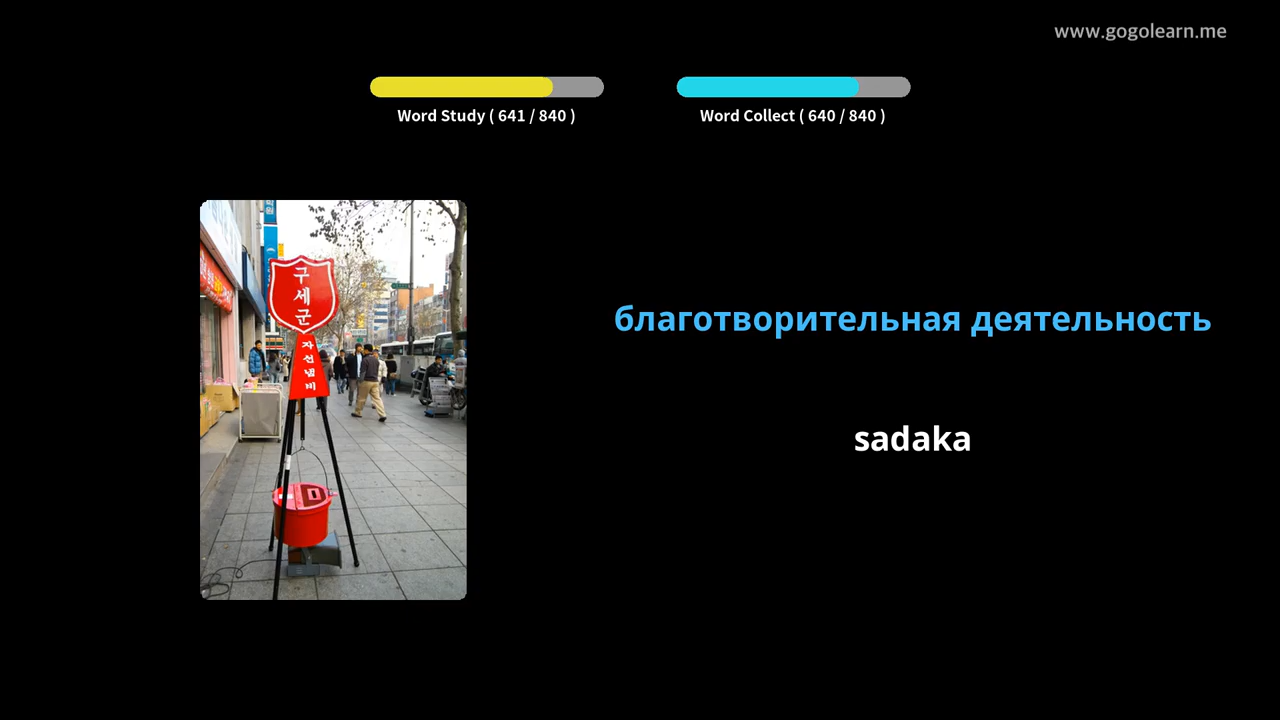 www.gogolearn.me
Word Study ( 641 / 840 )
Word Collect ( 640 / 840 )
구세군
자선냄비
благотворительная деятельность
sadaka